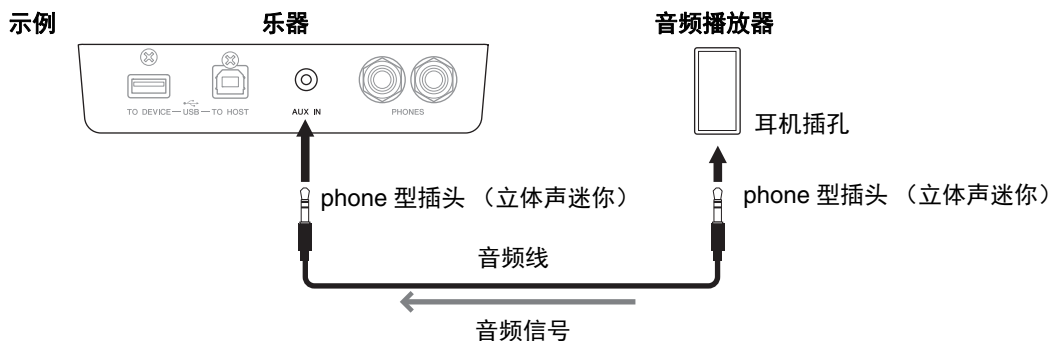 示例
乐器
音频播放器
TO DEVICE
USB
TO HOST
AUX IN
PHONES
耳机插孔
phone 型插头 （立体声迷你）
phone 型插头 （立体声迷你）
音频线
音频信号